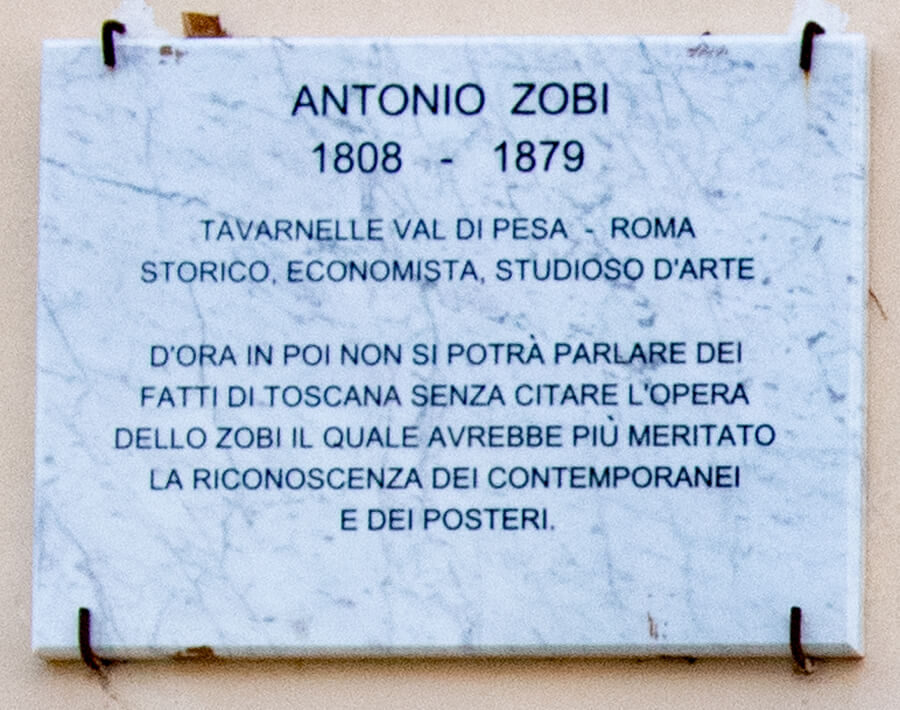 ANTONIO ZOBI
1808 - 1879
TAVARNELLE VAL DI PESA - ROMA
STORICO, ECONOMISTA, STUDIOSO D'ARTE
D'ORA IN POI NON SI POTRÀ PARLARE DEI
FATTI DI TOSCANA SENZA CITARE L'OPERA
DELLO ZOBI IL QUALE AVREBBE PIÙ MERITATO
LA RICONOSCENZA DEI CONTEMPORANEI
E DEI POSTERI.